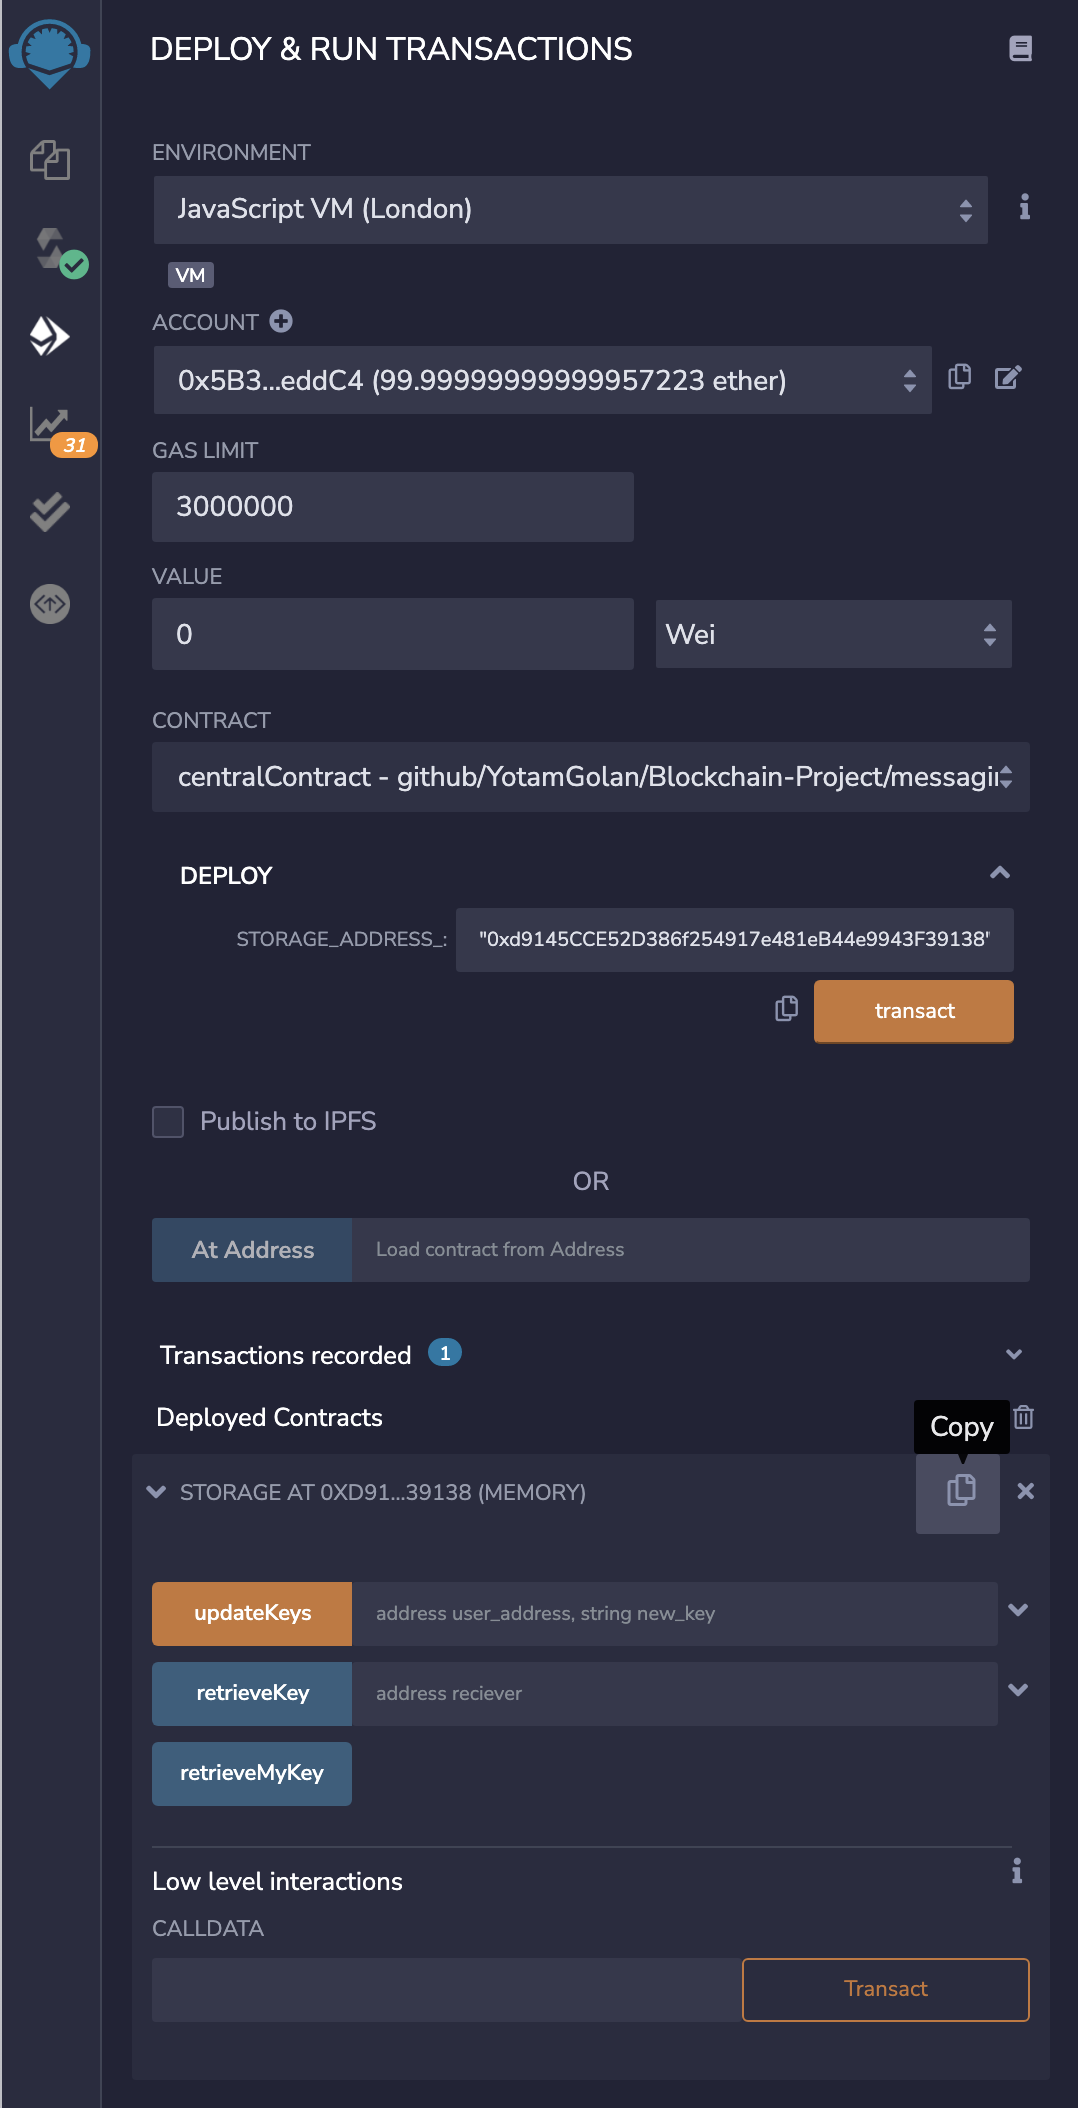 DEPLOY & RUN TRANSACTIONS
ENVIRONMENT
JavaScript VM (London)
VM
ACCOUNT
0x5B3...eddC4 (99.99999999999957223 ether)
GAS LIMIT
3000000
31
VALUE
0
Wei
CONTRACT
centralContract - github/YotamGolan/Blockchain-Project/messagin
DEPLOY
STORAGE_ADDRESS_:
"0xd9145CCE52D386f254917e481eB44e9943F39138"
transact
Publish to IPFS
OR
At Address
Load contract from Address
Transactions recorded 1
Deployed Contracts
Copy
STORAGE AT 0XD91...39138 (MEMORY)
updateKeys
address user_address, string new_key
retrieveKey
address reciever
retrieveMyKey
Low level interactions
CALLDATA
Transact